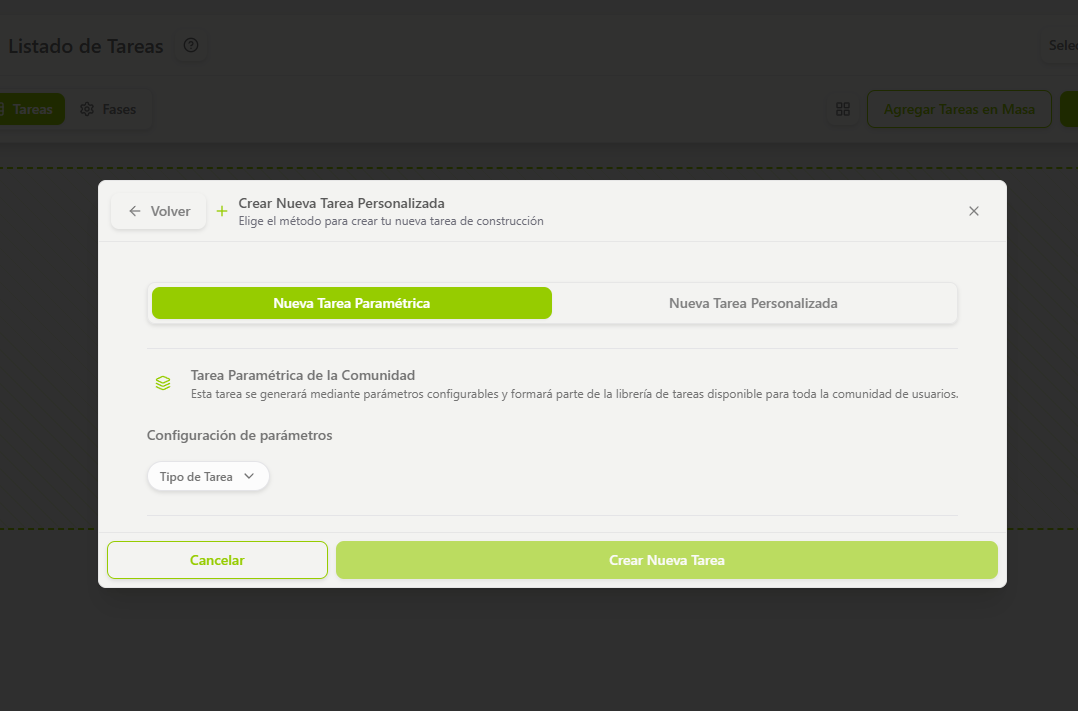 Listado de Tareas
Tareas
Fases
Agregar Tareas en Masa
Volver
Crear Nueva Tarea Personalizada
Elige el método para crear tu nueva tarea de construcción
Nueva Tarea Paramétrica
Nueva Tarea Personalizada
Tarea Paramétrica de la Comunidad
Esta tarea se generará mediante parámetros configurables y formará parte de la librería de tareas disponible para toda la comunidad de usuarios.
Configuración de parámetros
Tipo de Tarea
Cancelar
Crear Nueva Tarea